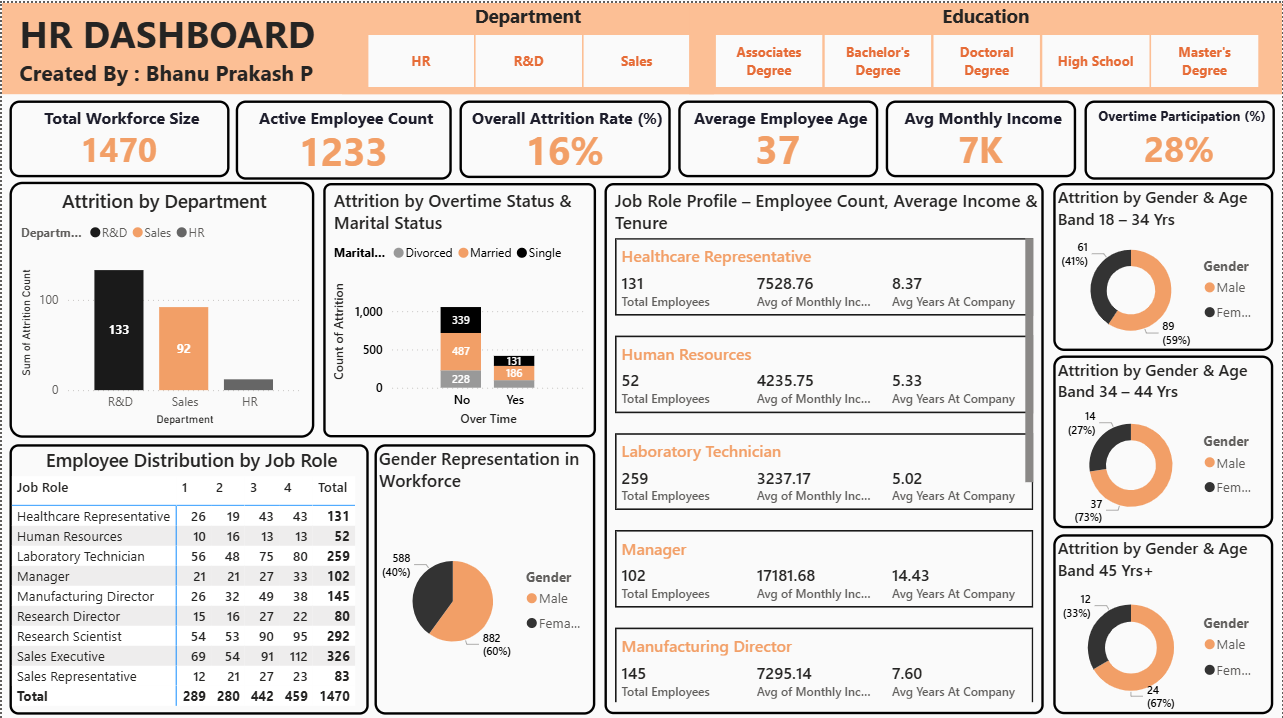 HR DASHBOARD
Created By : Bhanu Prakash P
Department
HR
R&D
Sales
Education
Associates
Degree
Bachelor's
Degree
Doctoral
Degree
High School
Master's
Degree
Total Workforce Size
1470
Active Employee Count
1233
Overall Attrition Rate (%)
16%
Average Employee Age
37
Avg Monthly Income
7K
Overtime Participation (%)
28%
Attrition by Department
Departm... R&D Sales HR
Sum of Attrition Count
100
0
133
92
R&D Sales HR
Department
Attrition by Overtime Status &
Marital Status
Marital... Divorced Married Single
Count of Attrition
1,000
500
0
339
487
228
131
186
No Yes
Over Time
Job Role Profile – Employee Count, Average Income &
Tenure
Healthcare Representative
131 7528.76 8.37
Total Employees Avg of Monthly Inc... Avg Years At Company
Human Resources
52 4235.75 5.33
Total Employees Avg of Monthly Inc... Avg Years At Company
Laboratory Technician
259 3237.17 5.02
Total Employees Avg of Monthly Inc... Avg Years At Company
Manager
102 17181.68 14.43
Total Employees Avg of Monthly Inc... Avg Years At Company
Manufacturing Director
145 7295.14 7.60
Total Employees Avg of Monthly Inc... Avg Years At Company
Attrition by Gender & Age
Band 18 – 34 Yrs
61
(41%)
89
(59%)
Gender
Male
Fem...
Attrition by Gender & Age
Band 34 – 44 Yrs
14
(27%)
37
(73%)
Gender
Male
Fem...
Attrition by Gender & Age
Band 45 Yrs+
12
(33%)
24
(67%)
Gender
Male
Fem...
Employee Distribution by Job Role
Job Role 1 2 3 4 Total
Healthcare Representative 26 19 43 43 131
Human Resources 10 16 13 13 52
Laboratory Technician 56 48 75 80 259
Manager 21 21 27 33 102
Manufacturing Director 26 32 49 38 145
Research Director 15 16 27 22 80
Research Scientist 54 53 90 95 292
Sales Executive 69 54 91 112 326
Sales Representative 12 21 27 23 83
Total 289 280 442 459 1470
Gender Representation in
Workforce
588
(40%)
882
(60%)
Gender
Male
Fema...